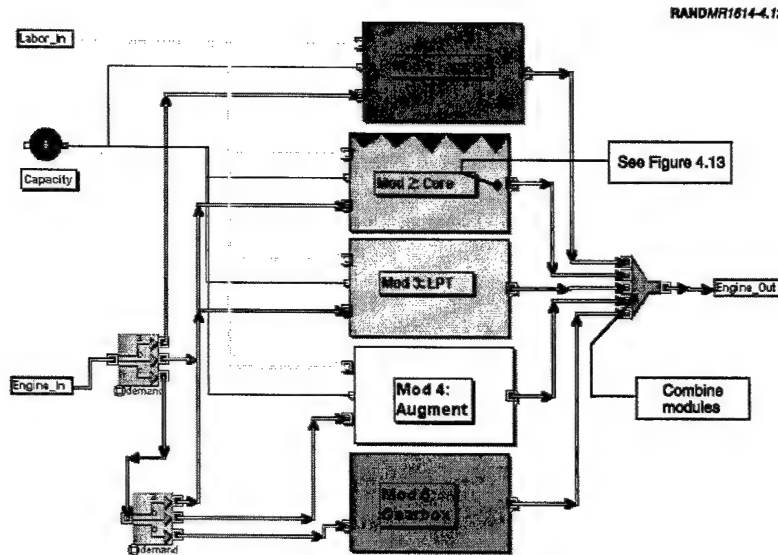 RANDMR1614-4.12
Labor_in
Capacity
Mod 2: Core
See Figure 4.13
Mod 3: LPT
Engine_Out
Engine_In
demand
Mod 4:
Augment
Combine
modules
Mod 5:
Gearbox
demand